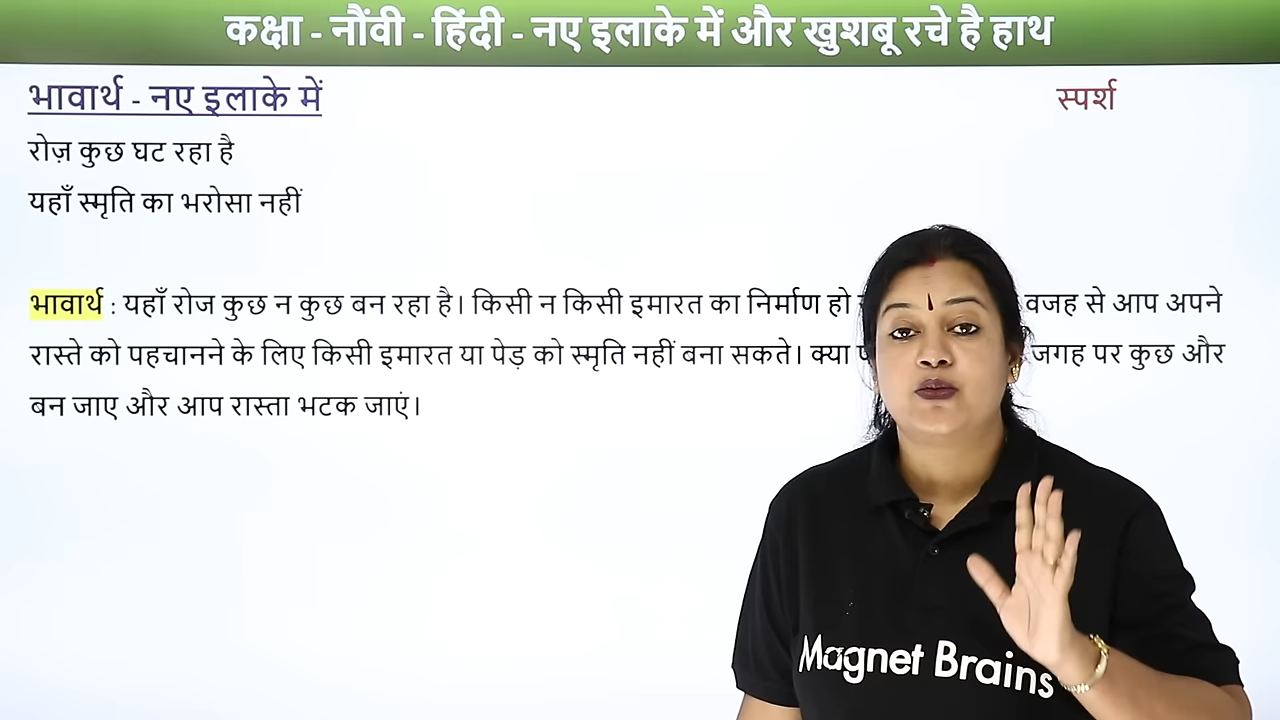 कक्षा - नौंवी - हिंदी - नए इलाके में और खुशबू रचे है हाथ
भावार्थ - नए इलाके में
स्पर्श
रोज़ कुछ घट रहा है
यहाँ स्मृति का भरोसा नहीं
भावार्थ : यहाँ रोज कुछ न कुछ बन रहा है। किसी न किसी इमारत का निर्माण हो वजह से आप अपने
रास्ते को पहचानने के लिए किसी इमारत या पेड़ को स्मृति नहीं बना सकते। क्या जगह पर कुछ और
बन जाए और आप रास्ता भटक जाएं।
Magnet Brains